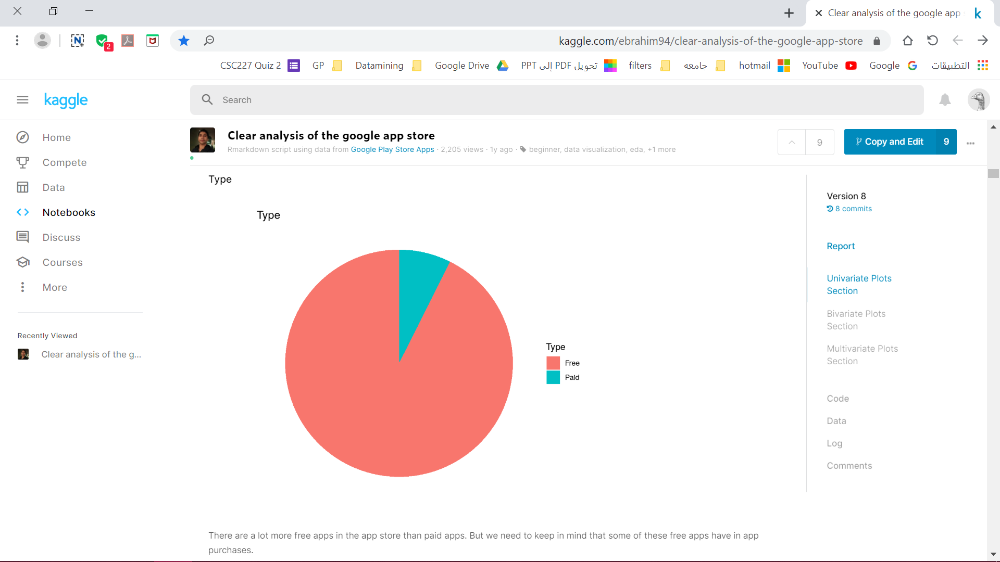 Clear analysis of the google app
k
2
kaggle.com/ebrahim94/clear-analysis-of-the-google-app-store
CSC227 Quiz 2
GP
Datamining
Google Drive
تحويل PDF إلى PPT
filters
جامعه
hotmail
YouTube
Google
التطبيقات
kaggle
Search
Home
Compete
Data
Notebooks
Discuss
Courses
More
Recently Viewed
Clear analysis of the g...
Clear analysis of the google app store
Rmarkdown script using data from Google Play Store Apps · 2,205 views · 1y ago · beginner, data visualization, eda, +1 more
9
Copy and Edit 9
Type
Type
Type
Free
Paid
There are a lot more free apps in the app store than paid apps. But we need to keep in mind that some of these free apps have in app
purchases.
Version 8
8 commits
Report
Univariate Plots
Section
Bivariate Plots
Section
Multivariate Plots
Section
Code
Data
Log
Comments